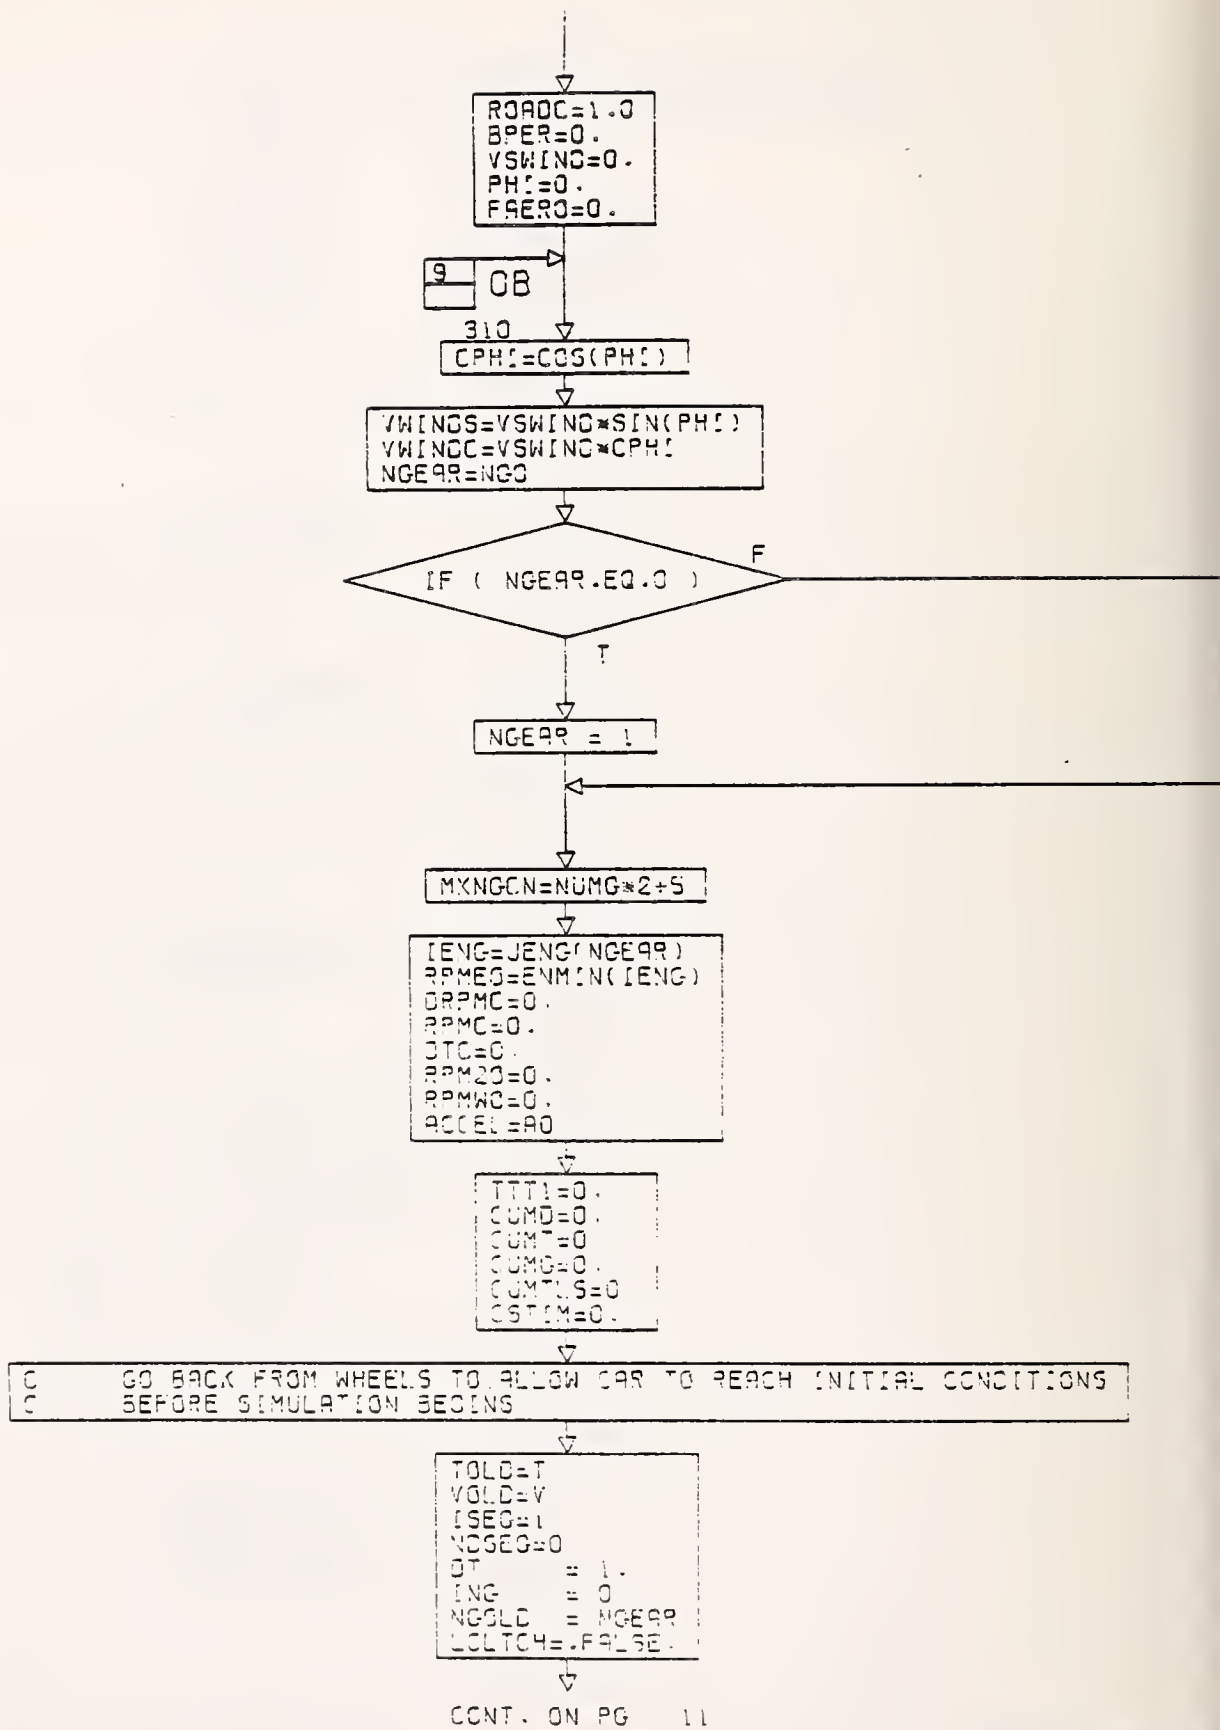 ROADC=1.0
BPER=0.
VSWIND=0.
PHI=0.
FAERO=0.
9
OB
310
CPHI=COS(PHI)
VWINDS=VSWIND*SIN(PHI)
VWINDC=VSWIND*CPHI
NGEAR=NGO
IF ( NGEAR.EQ.0 )
F
T
NGEAR = 1
MXNGCN=NUMG*2+5
IENG=JENG(NGEAR)
RPMEO=ENMIN(IENG)
DRPMC=0.
RPMC=0.
DTC=0.
RPM2O=0.
RPMWO=0.
ACCEL=A0
TTT1=0.
CUMD=0.
CUMT=0
CUMG=0.
CUMTLS=0
CSTIM=0.
C GO BACK FROM WHEELS TO ALLOW CAR TO REACH INITIAL CONDITIONS
C BEFORE SIMULATION BEGINS
TOLD=T
VOLD=V
ISEG=1
NDSEG=0
DT = 1.
ING = 0
NGOLD = NGEAR
LCLTCH=.FALSE.
CONT. ON PG 11